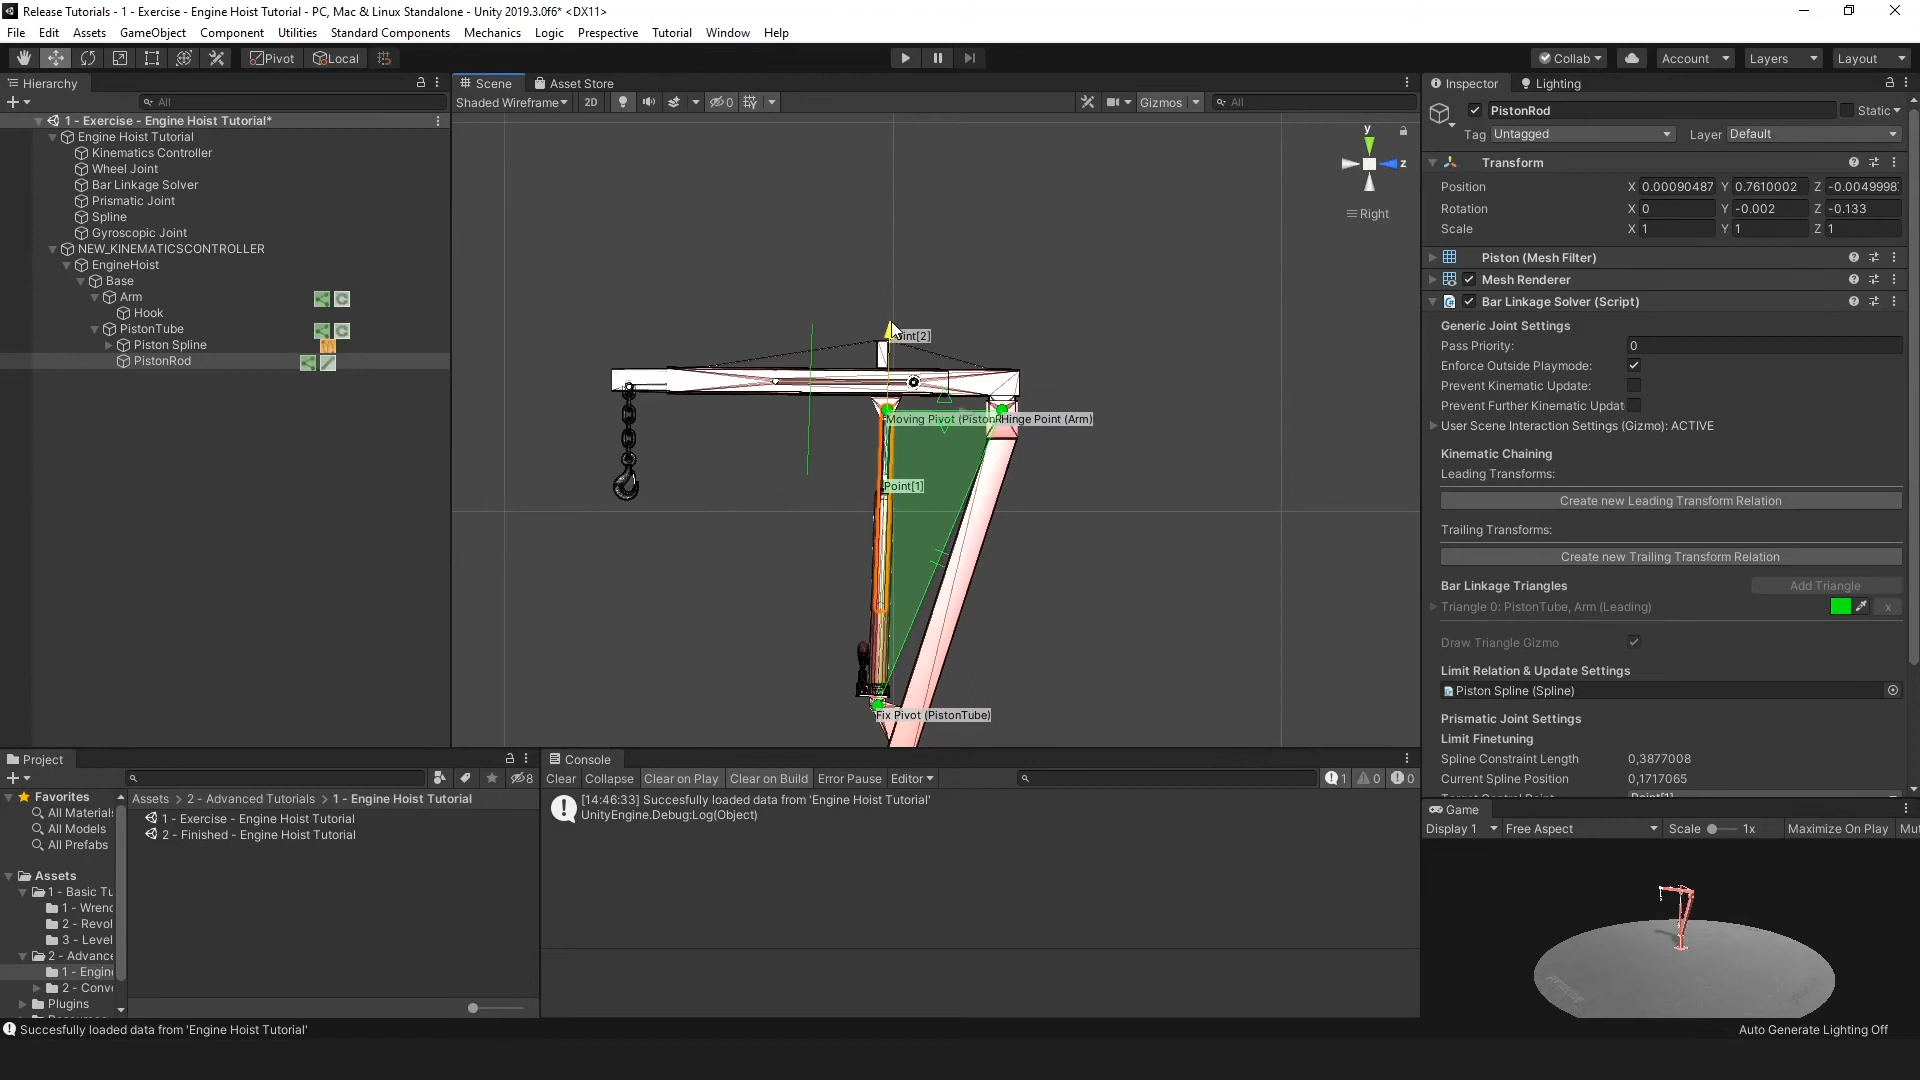 Release Tutorials - 1 - Exercise - Engine Hoist Tutorial - PC, Mac & Linux Standalone - Unity 2019.3.0f6* <DX11>
File Edit Assets GameObject Component Utilities Standard Components Mechanics Logic Prespective Tutorial Window Help
Pivot Local Collab Account Layers Layout
Hierarchy
All
1 - Exercise - Engine Hoist Tutorial*
Engine Hoist Tutorial
Kinematics Controller
Wheel Joint
Bar Linkage Solver
Prismatic Joint
Spline
Gyroscopic Joint
NEW_KINEMATICSCONTROLLER
EngineHoist
Base
Arm
Hook
PistonTube
Piston Spline
PistonRod
Scene Asset Store
Shaded Wireframe 2D 0 Gizmos All
y
z
Right
oint[2]
Moving Pivot (Piston Hinge Point (Arm)
Point[1]
Fix Pivot (PistonTube)
Inspector Lighting
PistonRod Static
Tag Untagged Layer Default
Transform
Position X 0.00090487 Y 0.7610002 Z -0.0049998
Rotation X 0 Y -0.002 Z -0.133
Scale X 1 Y 1 Z 1
Piston (Mesh Filter)
Mesh Renderer
Bar Linkage Solver (Script)
Generic Joint Settings
Pass Priority: 0
Enforce Outside Playmode:
Prevent Kinematic Update:
Prevent Further Kinematic Updat
User Scene Interaction Settings (Gizmo): ACTIVE
Kinematic Chaining
Leading Transforms:
Create new Leading Transform Relation
Trailing Transforms:
Create new Trailing Transform Relation
Bar Linkage Triangles Add Triangle
Triangle 0: PistonTube, Arm (Leading) x
Draw Triangle Gizmo
Limit Relation & Update Settings
Piston Spline (Spline)
Prismatic Joint Settings
Limit Finetuning
Spline Constraint Length 0,3877008
Current Spline Position 0,1717065
Target Control Point Point[1]
Project
8
Favorites
All Materials
All Models
All Prefabs
Assets
1 - Basic Tu
1 - Wrenc
2 - Revol
3 - Level
2 - Advance
1 - Engine
2 - Conv
Plugins
Assets > 2 - Advanced Tutorials > 1 - Engine Hoist Tutorial
1 - Exercise - Engine Hoist Tutorial
2 - Finished - Engine Hoist Tutorial
Console
Clear Collapse Clear on Play Clear on Build Error Pause Editor 1 0 0
[14:46:33] Succesfully loaded data from 'Engine Hoist Tutorial'
UnityEngine.Debug:Log(Object)
Game
Display 1 Free Aspect Scale 1x Maximize On Play Mut
Succesfully loaded data from 'Engine Hoist Tutorial'
Auto Generate Lighting Off